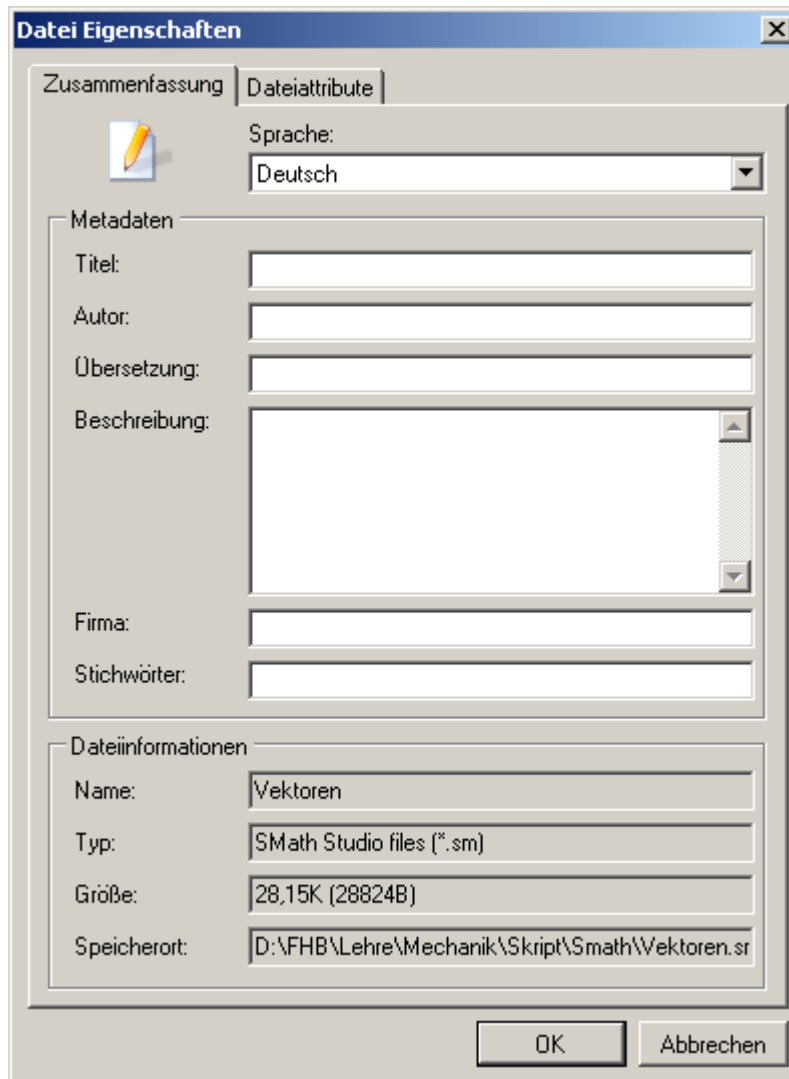 Datei Eigenschaften
Zusammenfassung Dateiattribute
Sprache:
Deutsch
Metadaten
Titel:
Autor:
Übersetzung:
Beschreibung:
Firma:
Stichwörter:
Dateiinformationen
Name: Vektoren
Typ: SMath Studio files (*.sm)
Größe: 28,15K (28824B)
Speicherort: D:\FHB\Lehre\Mechanik\Skript\Smath\Vektoren.sr
OK Abbrechen